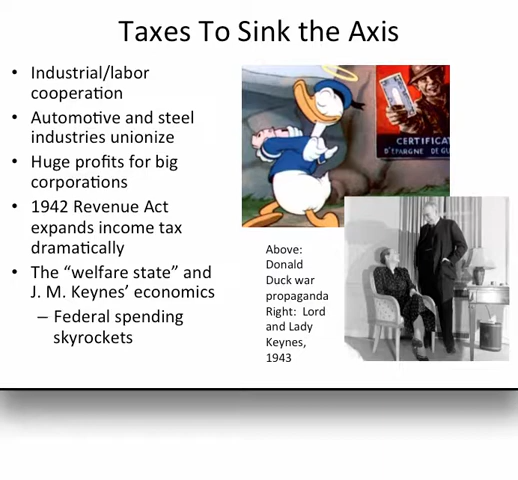 Taxes To Sink the Axis
• Industrial/labor
cooperation
• Automotive and steel
industries unionize
• Huge profits for big
corporations
• 1942 Revenue Act
expands income tax
dramatically
• The “welfare state” and
J. M. Keynes’ economics
– Federal spending
skyrockets
CERTIFICA
D'ÉPARGNE DE GU
Above:
Donald
Duck war
propaganda
Right: Lord
and Lady
Keynes,
1943